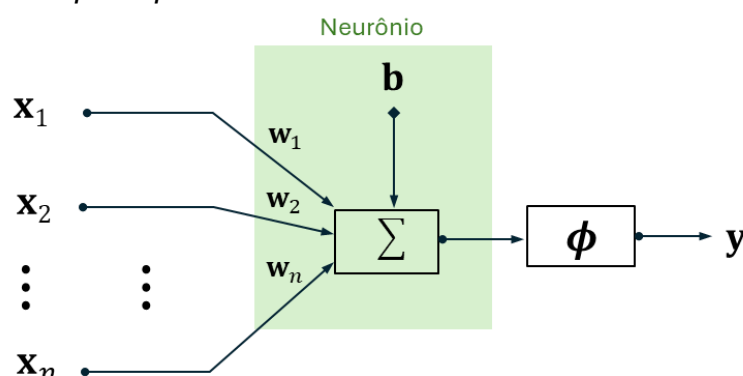 Neurônio
b
x₁
w₁
x₂
w₂
∑
ϕ
y
wₙ
xₙ